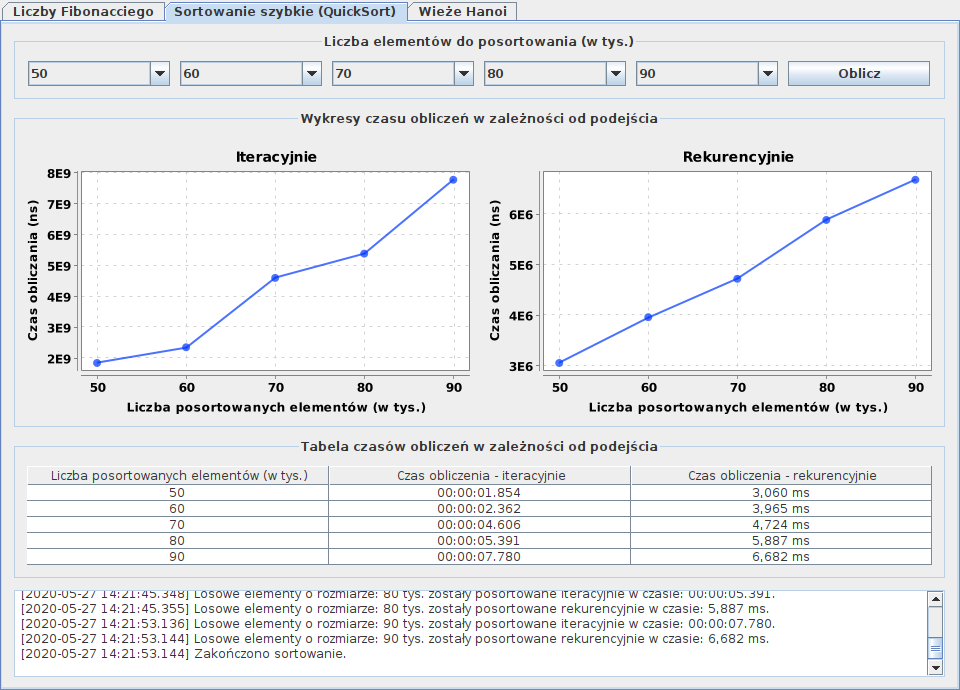 Liczby Fibonacciego Sortowanie szybkie (QuickSort) Wieże Hanoi
Liczba elementów do posortowania (w tys.)
50 60 70 80 90 Oblicz
Wykresy czasu obliczeń w zależności od podejścia
Iteracyjnie
Czas obliczania (ns)
8E9
7E9
6E9
5E9
4E9
3E9
2E9
50 60 70 80 90
Liczba posortowanych elementów (w tys.)
Rekurencyjnie
Czas obliczania (ns)
6E6
5E6
4E6
3E6
50 60 70 80 90
Liczba posortowanych elementów (w tys.)
Tabela czasów obliczeń w zależności od podejścia
Liczba posortowanych elementów (w tys.) Czas obliczenia - iteracyjnie Czas obliczenia - rekurencyjnie
50 00:00:01.854 3,060 ms
60 00:00:02.362 3,965 ms
70 00:00:04.606 4,724 ms
80 00:00:05.391 5,887 ms
90 00:00:07.780 6,682 ms
[2020-05-27 14:21:45.348] Losowe elementy o rozmiarze: 80 tys. zostały posortowane iteracyjnie w czasie: 00:00:05.391.
[2020-05-27 14:21:45.355] Losowe elementy o rozmiarze: 80 tys. zostały posortowane rekurencyjnie w czasie: 5,887 ms.
[2020-05-27 14:21:53.136] Losowe elementy o rozmiarze: 90 tys. zostały posortowane iteracyjnie w czasie: 00:00:07.780.
[2020-05-27 14:21:53.144] Losowe elementy o rozmiarze: 90 tys. zostały posortowane rekurencyjnie w czasie: 6,682 ms.
[2020-05-27 14:21:53.144] Zakończono sortowanie.